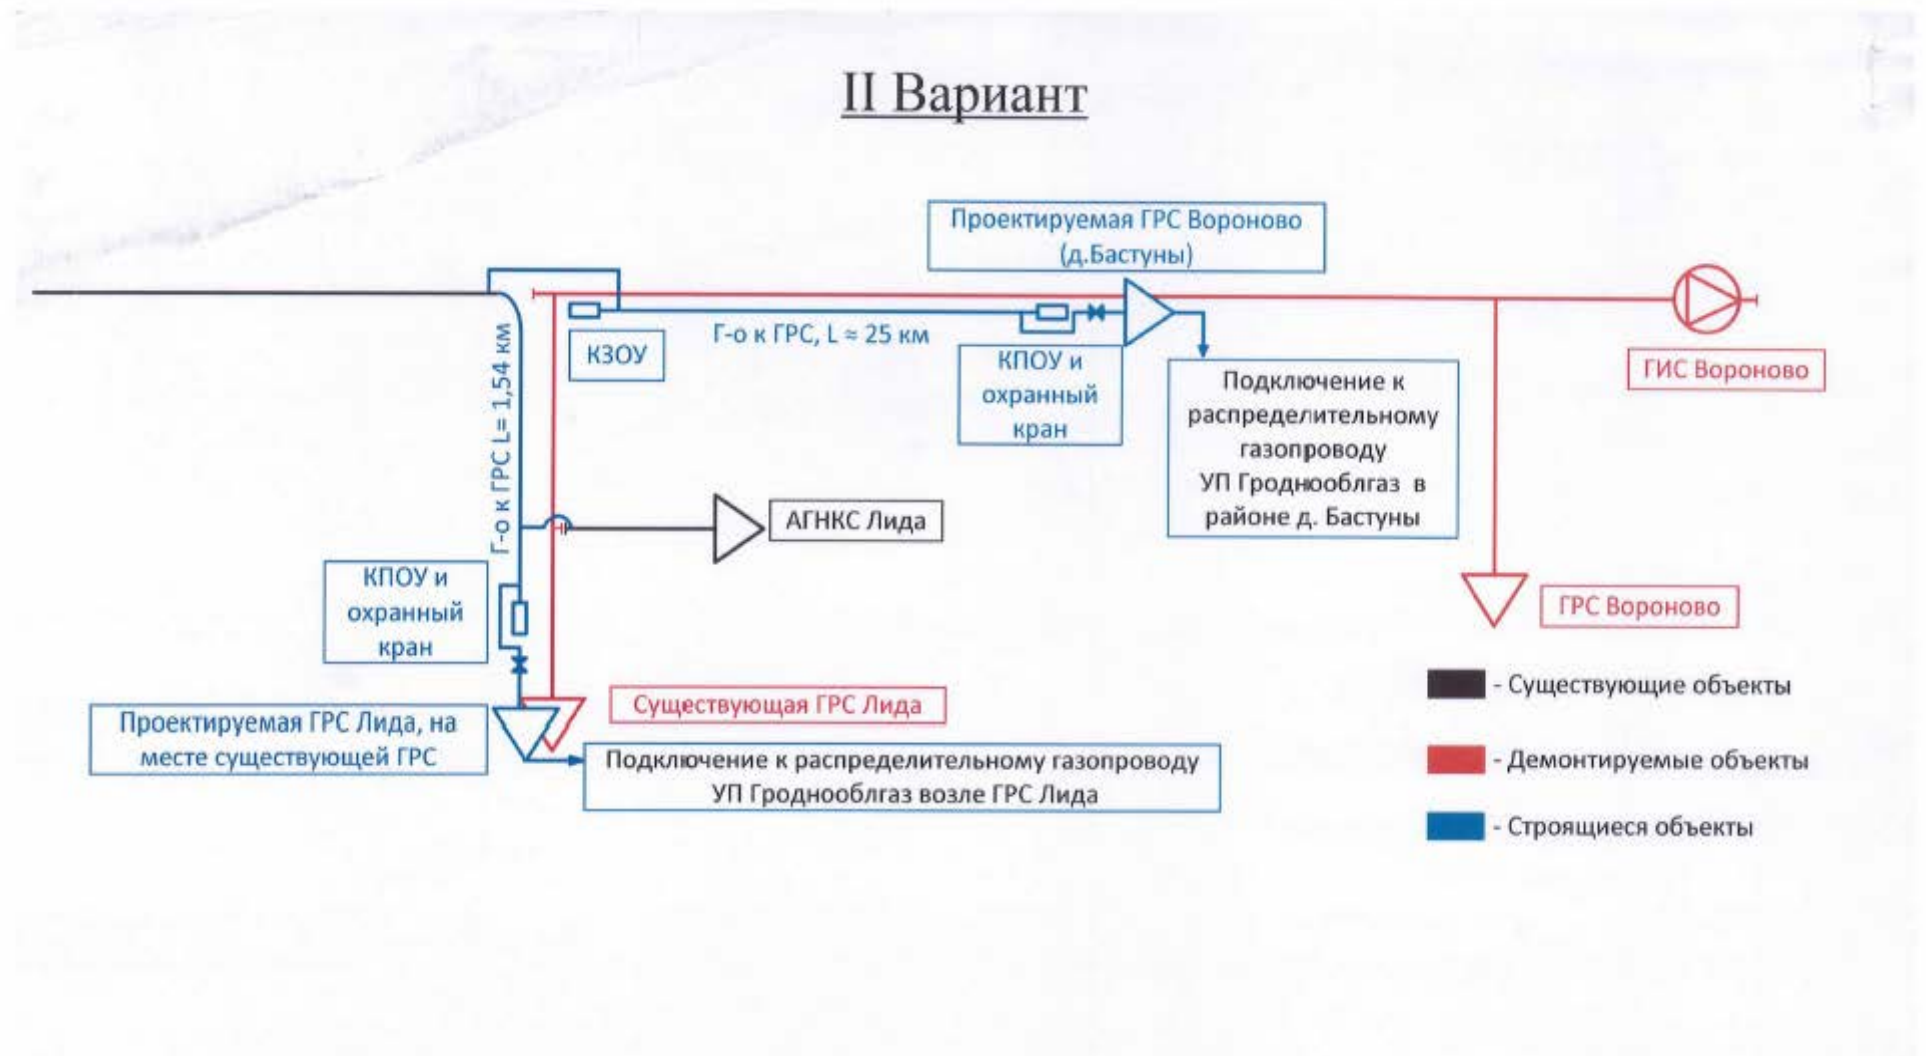 II Вариант
Проектируемая ГРС Вороново
(д.Бастуны)
Г-о к ГРС, L ≈ 25 км
КЗОУ
КПОУ и
охранный
кран
Подключение к
распределительному
газопроводу
УП Гроднооблгаз в
районе д. Бастуны
ГИС Вороново
Г-о к ГРС L= 1,54 км
АГНКС Лида
КПОУ и
охранный
кран
ГРС Вороново
Проектируемая ГРС Лида, на
месте существующей ГРС
Существующая ГРС Лида
Подключение к распределительному газопроводу
УП Гроднооблгаз возле ГРС Лида
- Существующие объекты
- Демонтируемые объекты
- Строящиеся объекты